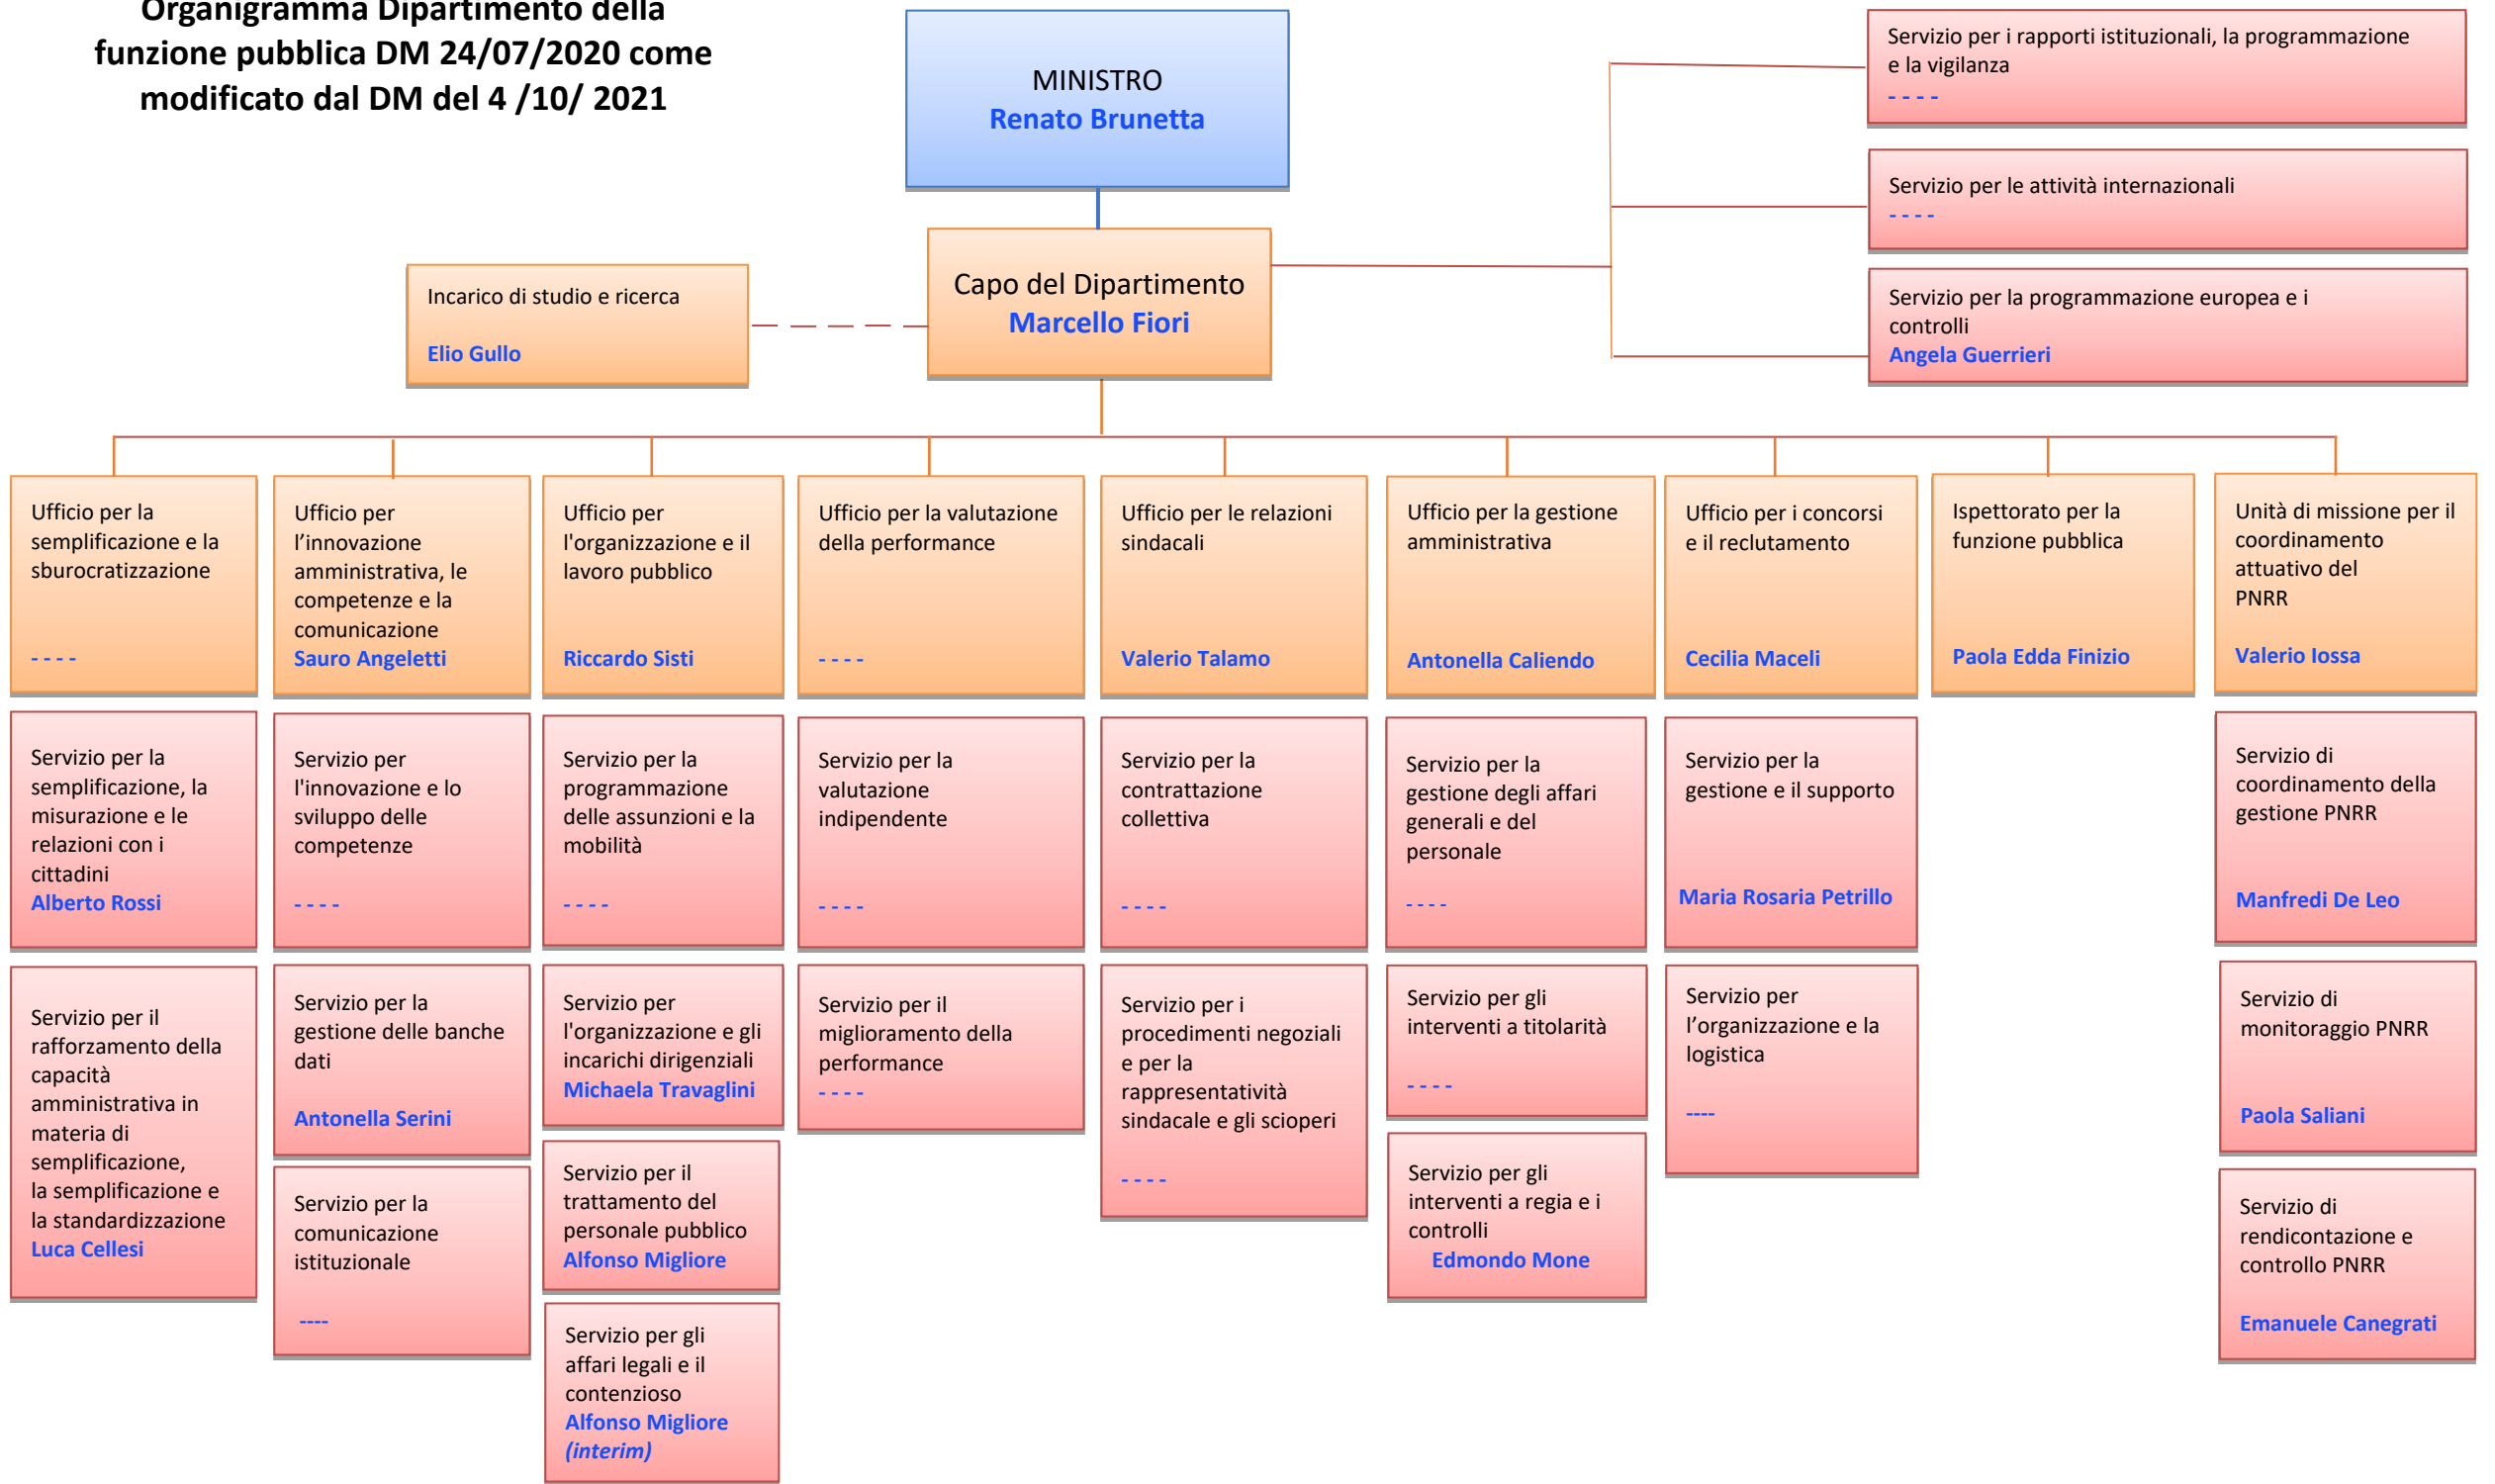 Organigramma Dipartimento della
funzione pubblica DM 24/07/2020 come
modificato dal DM del 4 /10/ 2021
MINISTRO
Renato Brunetta
Servizio per i rapporti istituzionali, la programmazione
e la vigilanza
- - - -
Servizio per le attività internazionali
- - - -
Servizio per la programmazione europea e i
controlli
Angela Guerrieri
Capo del Dipartimento
Marcello Fiori
Incarico di studio e ricerca
Elio Gullo
Ufficio per la
semplificazione e la
sburocratizzazione
- - - -
Ufficio per
l’innovazione
amministrativa, le
competenze e la
comunicazione
Sauro Angeletti
Ufficio per
l'organizzazione e il
lavoro pubblico
Riccardo Sisti
Ufficio per la valutazione
della performance
- - - -
Ufficio per le relazioni
sindacali
Valerio Talamo
Ufficio per la gestione
amministrativa
Antonella Caliendo
Ufficio per i concorsi
e il reclutamento
Cecilia Maceli
Ispettorato per la
funzione pubblica
Paola Edda Finizio
Unità di missione per il
coordinamento
attuativo del
PNRR
Valerio Iossa
Servizio per la
semplificazione, la
misurazione e le
relazioni con i
cittadini
Alberto Rossi
Servizio per
l'innovazione e lo
sviluppo delle
competenze
- - - -
Servizio per la
programmazione
delle assunzioni e la
mobilità
- - - -
Servizio per la
valutazione
indipendente
- - - -
Servizio per la
contrattazione
collettiva
- - - -
Servizio per la
gestione degli affari
generali e del
personale
- - - -
Servizio per la
gestione e il supporto
Maria Rosaria Petrillo
Servizio di
coordinamento della
gestione PNRR
Manfredi De Leo
Servizio per il
rafforzamento della
capacità
amministrativa in
materia di
semplificazione,
la semplificazione e
la standardizzazione
Luca Cellesi
Servizio per la
gestione delle banche
dati
Antonella Serini
Servizio per
l'organizzazione e gli
incarichi dirigenziali
Michaela Travaglini
Servizio per il
miglioramento della
performance
- - - -
Servizio per i
procedimenti negoziali
e per la
rappresentatività
sindacale e gli scioperi
- - - -
Servizio per gli
interventi a titolarità
- - - -
Servizio per
l’organizzazione e la
logistica
----
Servizio di
monitoraggio PNRR
Paola Saliani
Servizio per la
comunicazione
istituzionale
----
Servizio per il
trattamento del
personale pubblico
Alfonso Migliore
Servizio per gli
interventi a regia e i
controlli
Edmondo Mone
Servizio di
rendicontazione e
controllo PNRR
Emanuele Canegrati
Servizio per gli
affari legali e il
contenzioso
Alfonso Migliore
(interim)